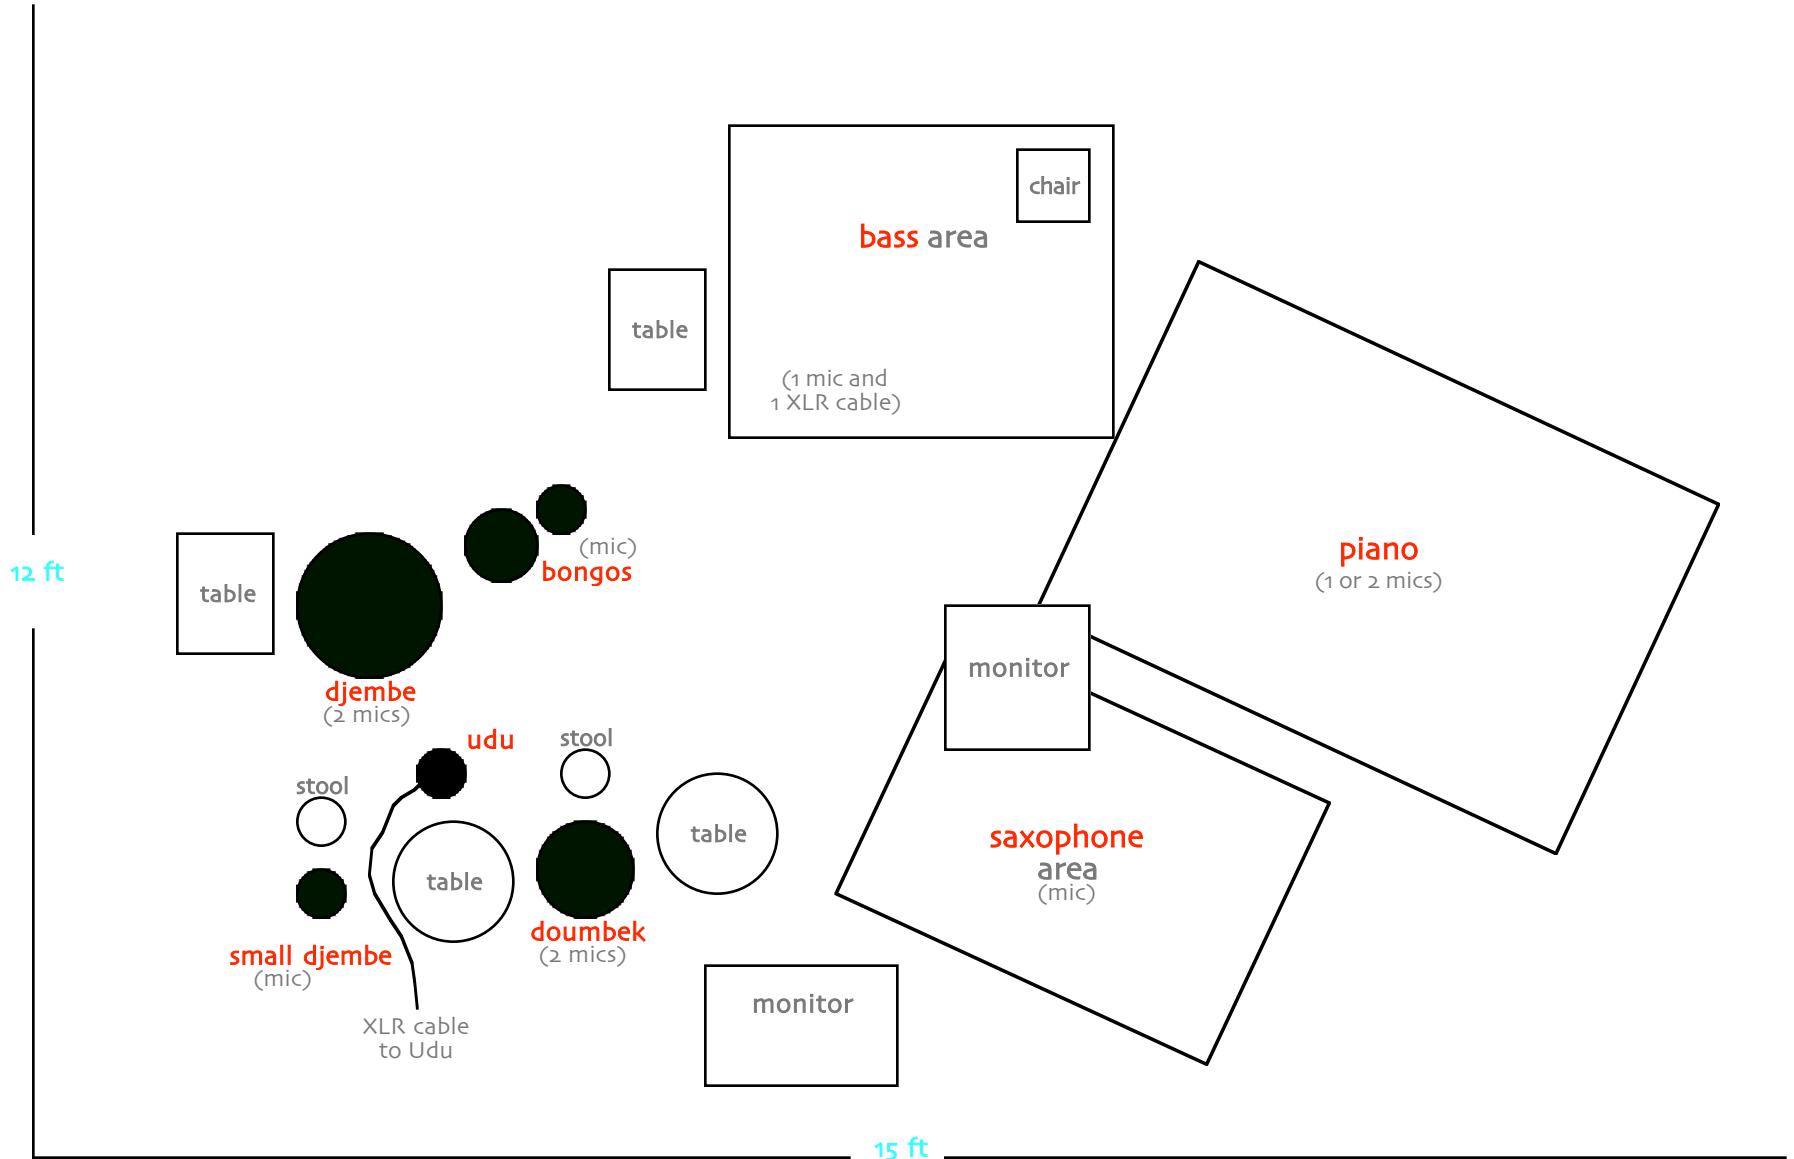 chair
bass area
table
(1 mic and
1 XLR cable)
(mic)
bongos
piano
(1 or 2 mics)
12 ft
table
monitor
djembe
(2 mics)
udu
stool
stool
table
table
saxophone
area
(mic)
doumbek
(2 mics)
small djembe
(mic)
monitor
XLR cable
to Udu
15 ft